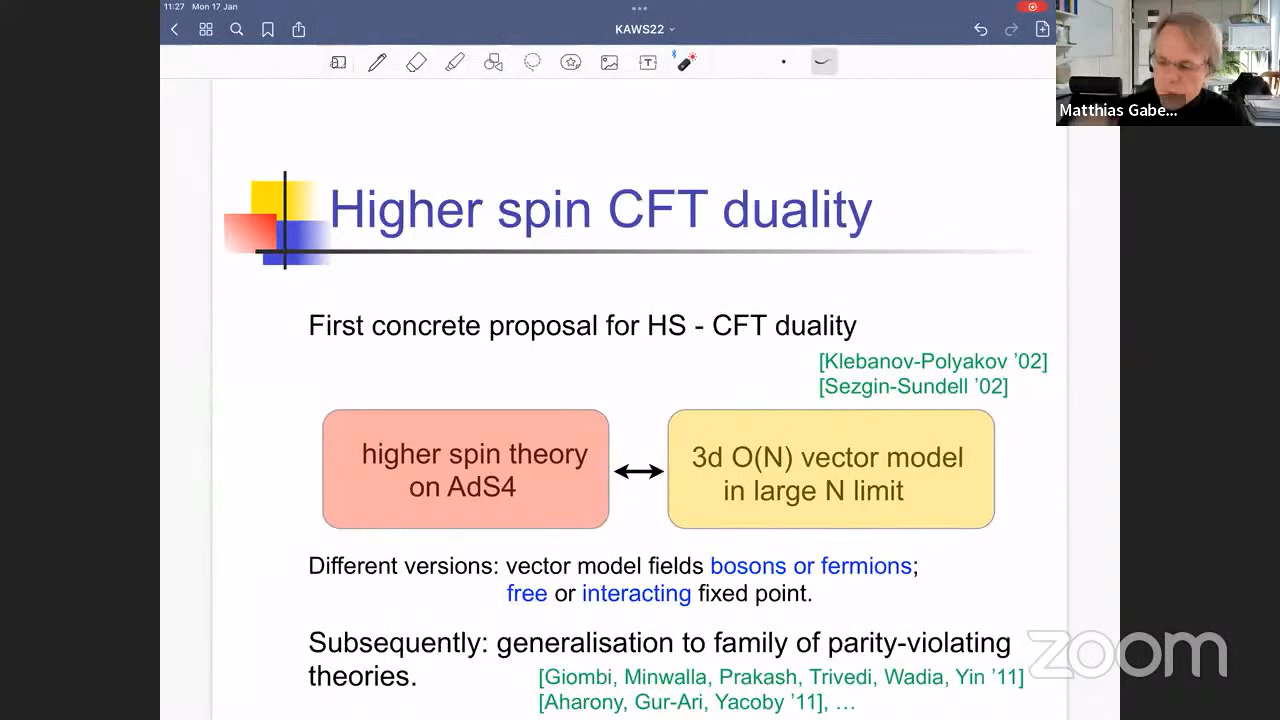 11:27 Mon 17 Jan
KAWS22
Matthias Gabe...
Higher spin CFT duality
First concrete proposal for HS - CFT duality
[Klebanov-Polyakov ’02]
[Sezgin-Sundell ’02]
higher spin theory
on AdS4
3d O(N) vector model
in large N limit
Different versions: vector model fields bosons or fermions;
free or interacting fixed point.
Subsequently: generalisation to family of parity-violating
theories.
[Giombi, Minwalla, Prakash, Trivedi, Wadia, Yin ’11]
[Aharony, Gur-Ari, Yacoby ’11], …
zoom